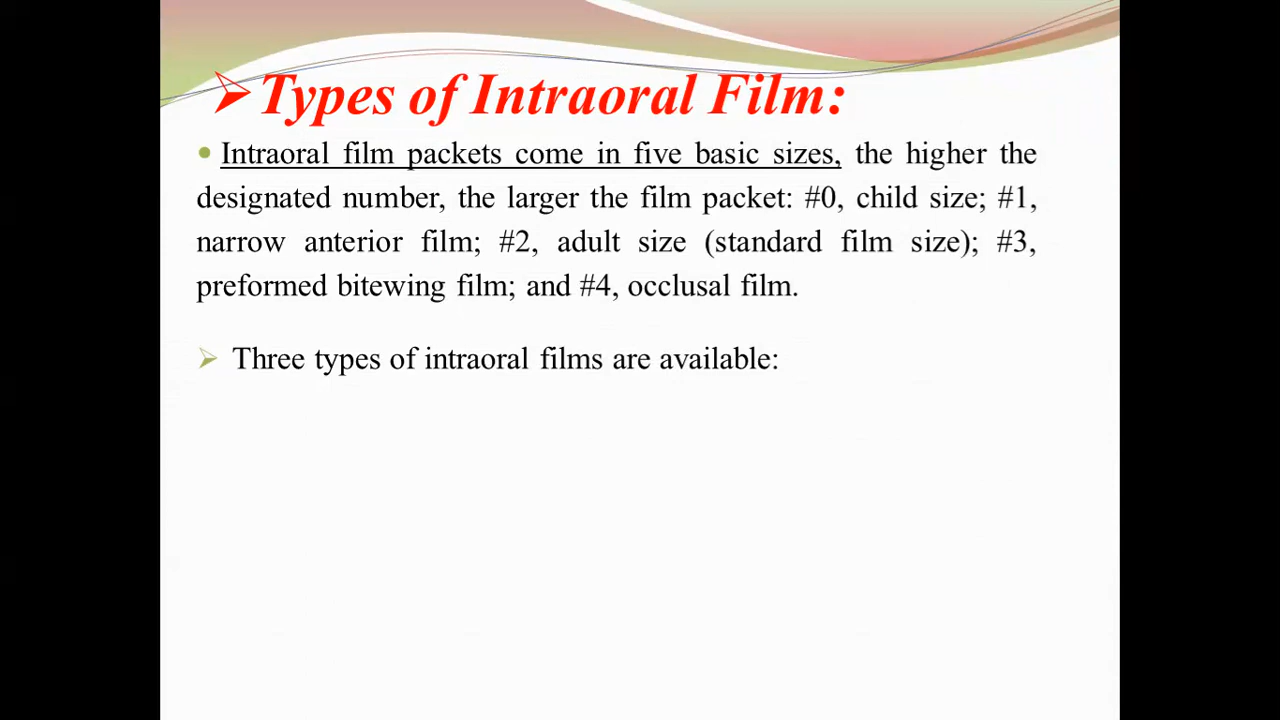 Types of Intraoral Film:
Intraoral film packets come in five basic sizes, the higher the
designated number, the larger the film packet: #0, child size; #1,
narrow anterior film; #2, adult size (standard film size); #3,
preformed bitewing film; and #4, occlusal film.
Three types of intraoral films are available: